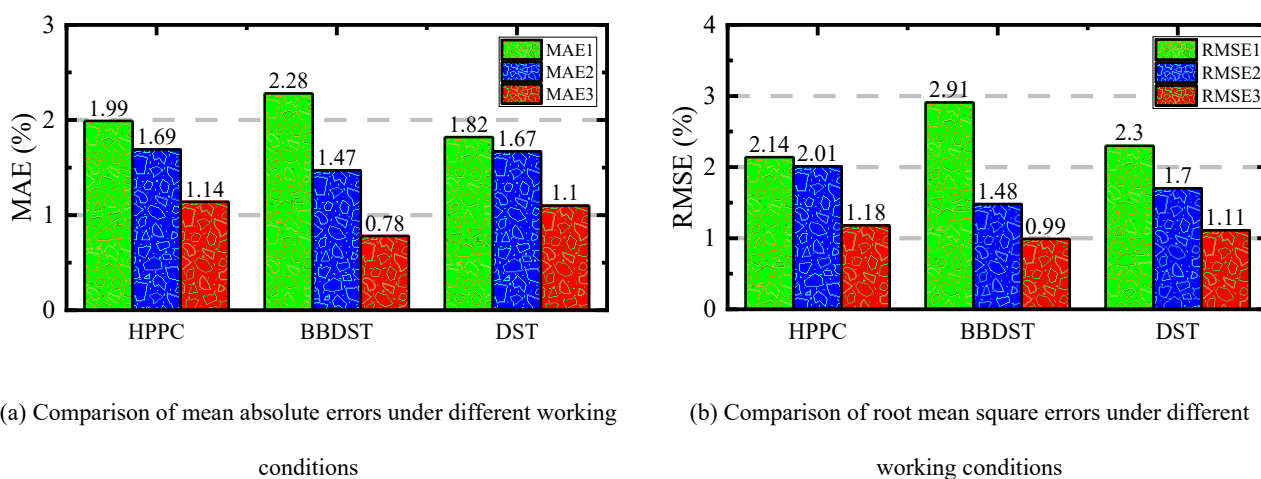 3
2
1
0
MAE (%)
MAE1
MAE2
MAE3
1.99
1.69
1.14
2.28
1.47
0.78
1.82
1.67
1.1
HPPC BBDST DST
(a) Comparison of mean absolute errors under different working
conditions
4
3
2
1
0
RMSE (%)
RMSE1
RMSE2
RMSE3
2.14
2.01
1.18
2.91
1.48
0.99
2.3
1.7
1.11
HPPC BBDST DST
(b) Comparison of root mean square errors under different
working conditions